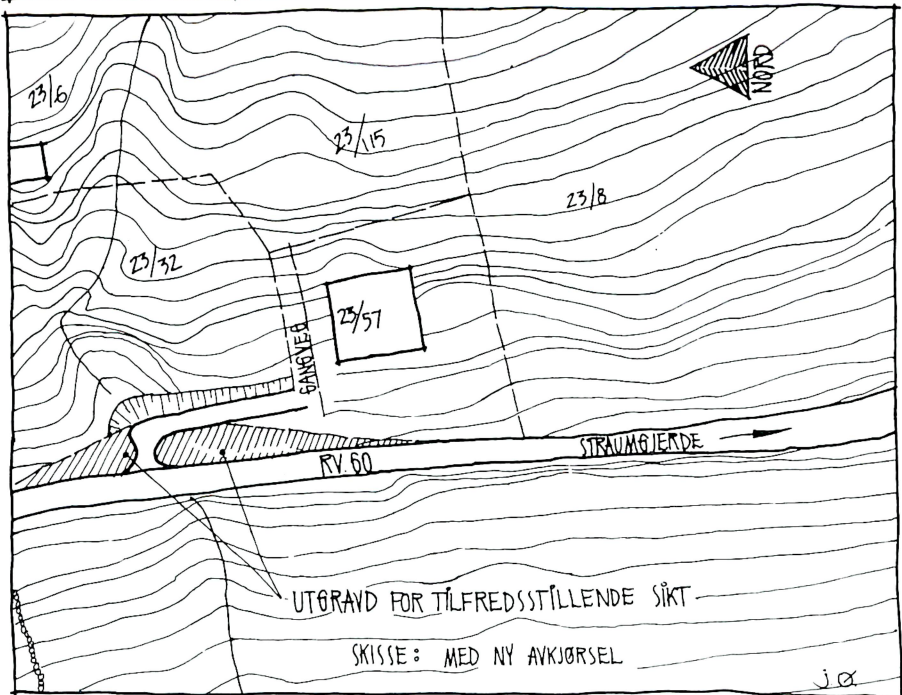 NORD
23/6
23/115
23/8
23/32
23/57
GANGVEG
STRAUMGJERDE
RV. 60
UTGRAVD FOR TILFREDSSTILLENDE SIKT
SKISSE: MED NY AVKJØRSEL
J.Ø